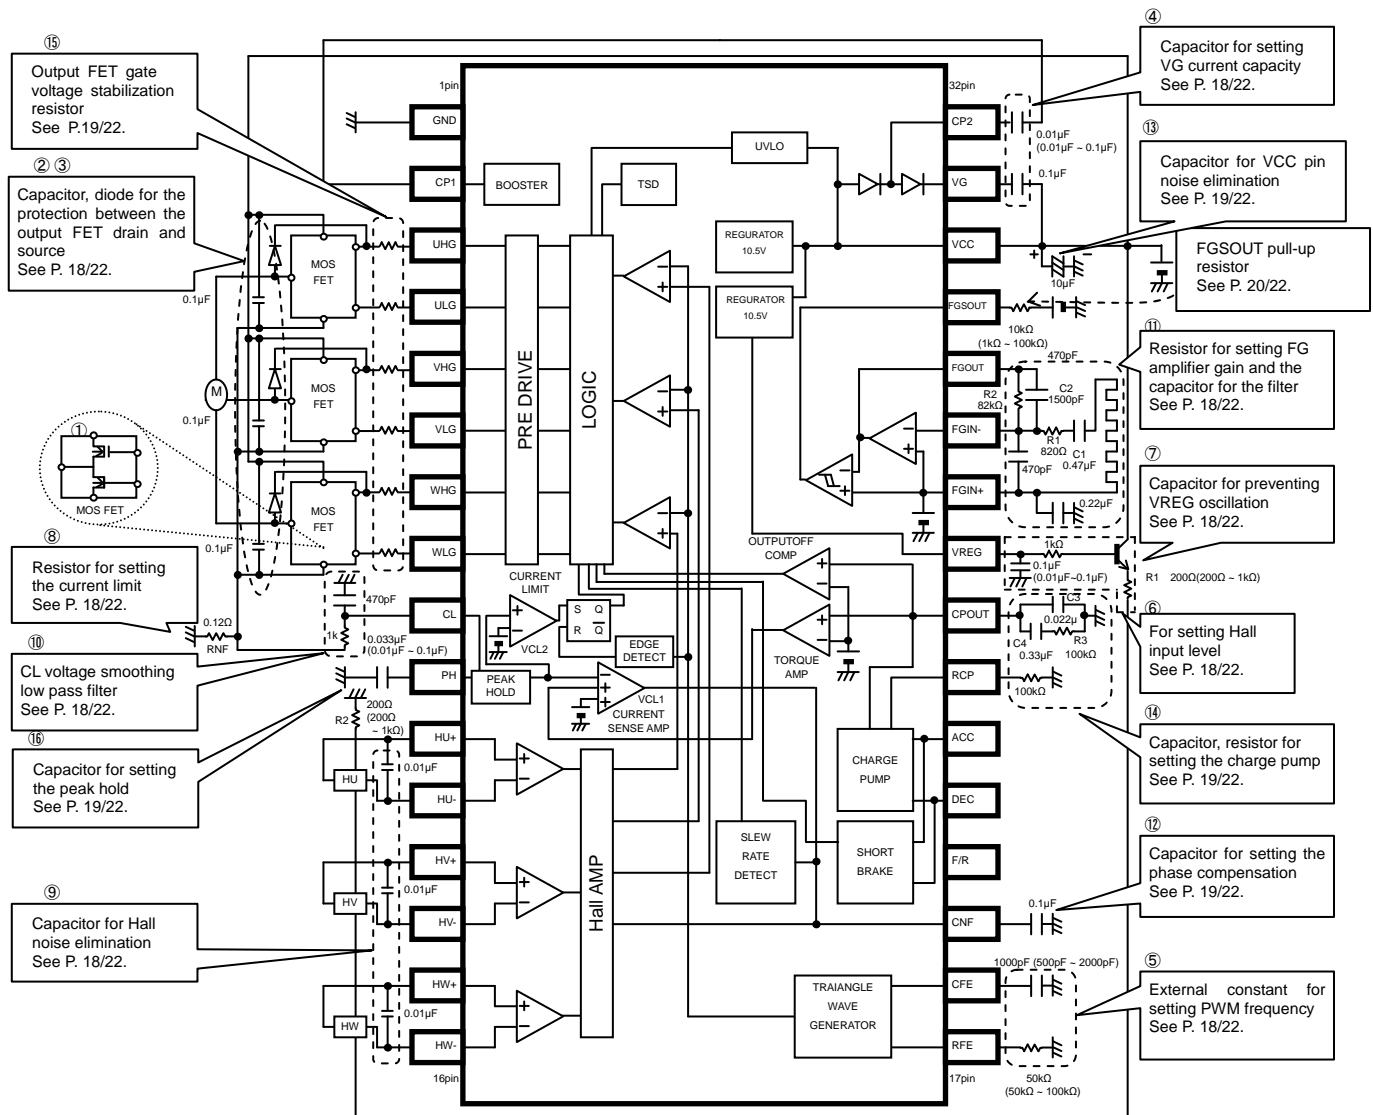 ⑮
Output FET gate
voltage stabilization
resistor
See P.19/22.
② ③
Capacitor, diode for the
protection between the
output FET drain and
source
See P. 18/22.
①
MOS FET
⑧
Resistor for setting
the current limit
See P. 18/22.
⑩
CL voltage smoothing
low pass filter
See P. 18/22.
⑯
Capacitor for setting
the peak hold
See P. 19/22.
⑨
Capacitor for Hall
noise elimination
See P. 18/22.
M
0.1µF
0.1µF
0.1µF
MOS
FET
MOS
FET
MOS
FET
0.12Ω
RNF
470pF
1k
0.033µF
(0.01µF ~ 0.1µF)
200Ω
(200Ω
~ 1kΩ)
R2
HU
0.01µF
HV
0.01µF
HW
0.01µF
1pin
GND
CP1
UHG
ULG
VHG
VLG
WHG
WLG
CL
PH
HU+
HU-
HV+
HV-
HW+
HW-
16pin
BOOSTER
PRE DRIVE
LOGIC
UVLO
TSD
REGURATOR
10.5V
REGURATOR
10.5V
CURRENT
LIMIT
VCL2
S Q
R Q
EDGE
DETECT
PEAK
HOLD
VCL1
CURRENT
SENSE AMP
OUTPUTOFF
COMP
TORQUE
AMP
Hall AMP
CHARGE
PUMP
SLEW
RATE
DETECT
SHORT
BRAKE
TRAIANGLE
WAVE
GENERATOR
32pin
CP2
VG
VCC
FGSOUT
FGOUT
FGIN-
FGIN+
VREG
CPOUT
RCP
ACC
DEC
F/R
CNF
CFE
RFE
17pin
0.01µF
(0.01µF ~ 0.1µF)
0.1µF
+
-
10µF
10kΩ
(1kΩ ~ 100kΩ)
470pF
C2
1500pF
R2
82kΩ
R1
820Ω
C1
0.47µF
470pF
0.22µF
1kΩ
0.1µF
(0.01µF~0.1µF)
R1 200Ω(200Ω ~ 1kΩ)
C3
0.022µ
C4
0.33µF
R3
100kΩ
100kΩ
0.1µF
1000pF (500pF ~ 2000pF)
50kΩ
(50kΩ ~ 100kΩ)
④
Capacitor for setting
VG current capacity
See P. 18/22.
⑬
Capacitor for VCC pin
noise elimination
See P. 19/22.
FGSOUT pull-up
resistor
See P. 20/22.
⑪
Resistor for setting FG
amplifier gain and the
capacitor for the filter
See P. 18/22.
⑦
Capacitor for preventing
VREG oscillation
See P. 18/22.
⑥
For setting Hall
input level
See P. 18/22.
⑭
Capacitor, resistor for
setting the charge pump
See P. 19/22.
⑫
Capacitor for setting the
phase compensation
See P. 19/22.
⑤
External constant for
setting PWM frequency
See P. 18/22.